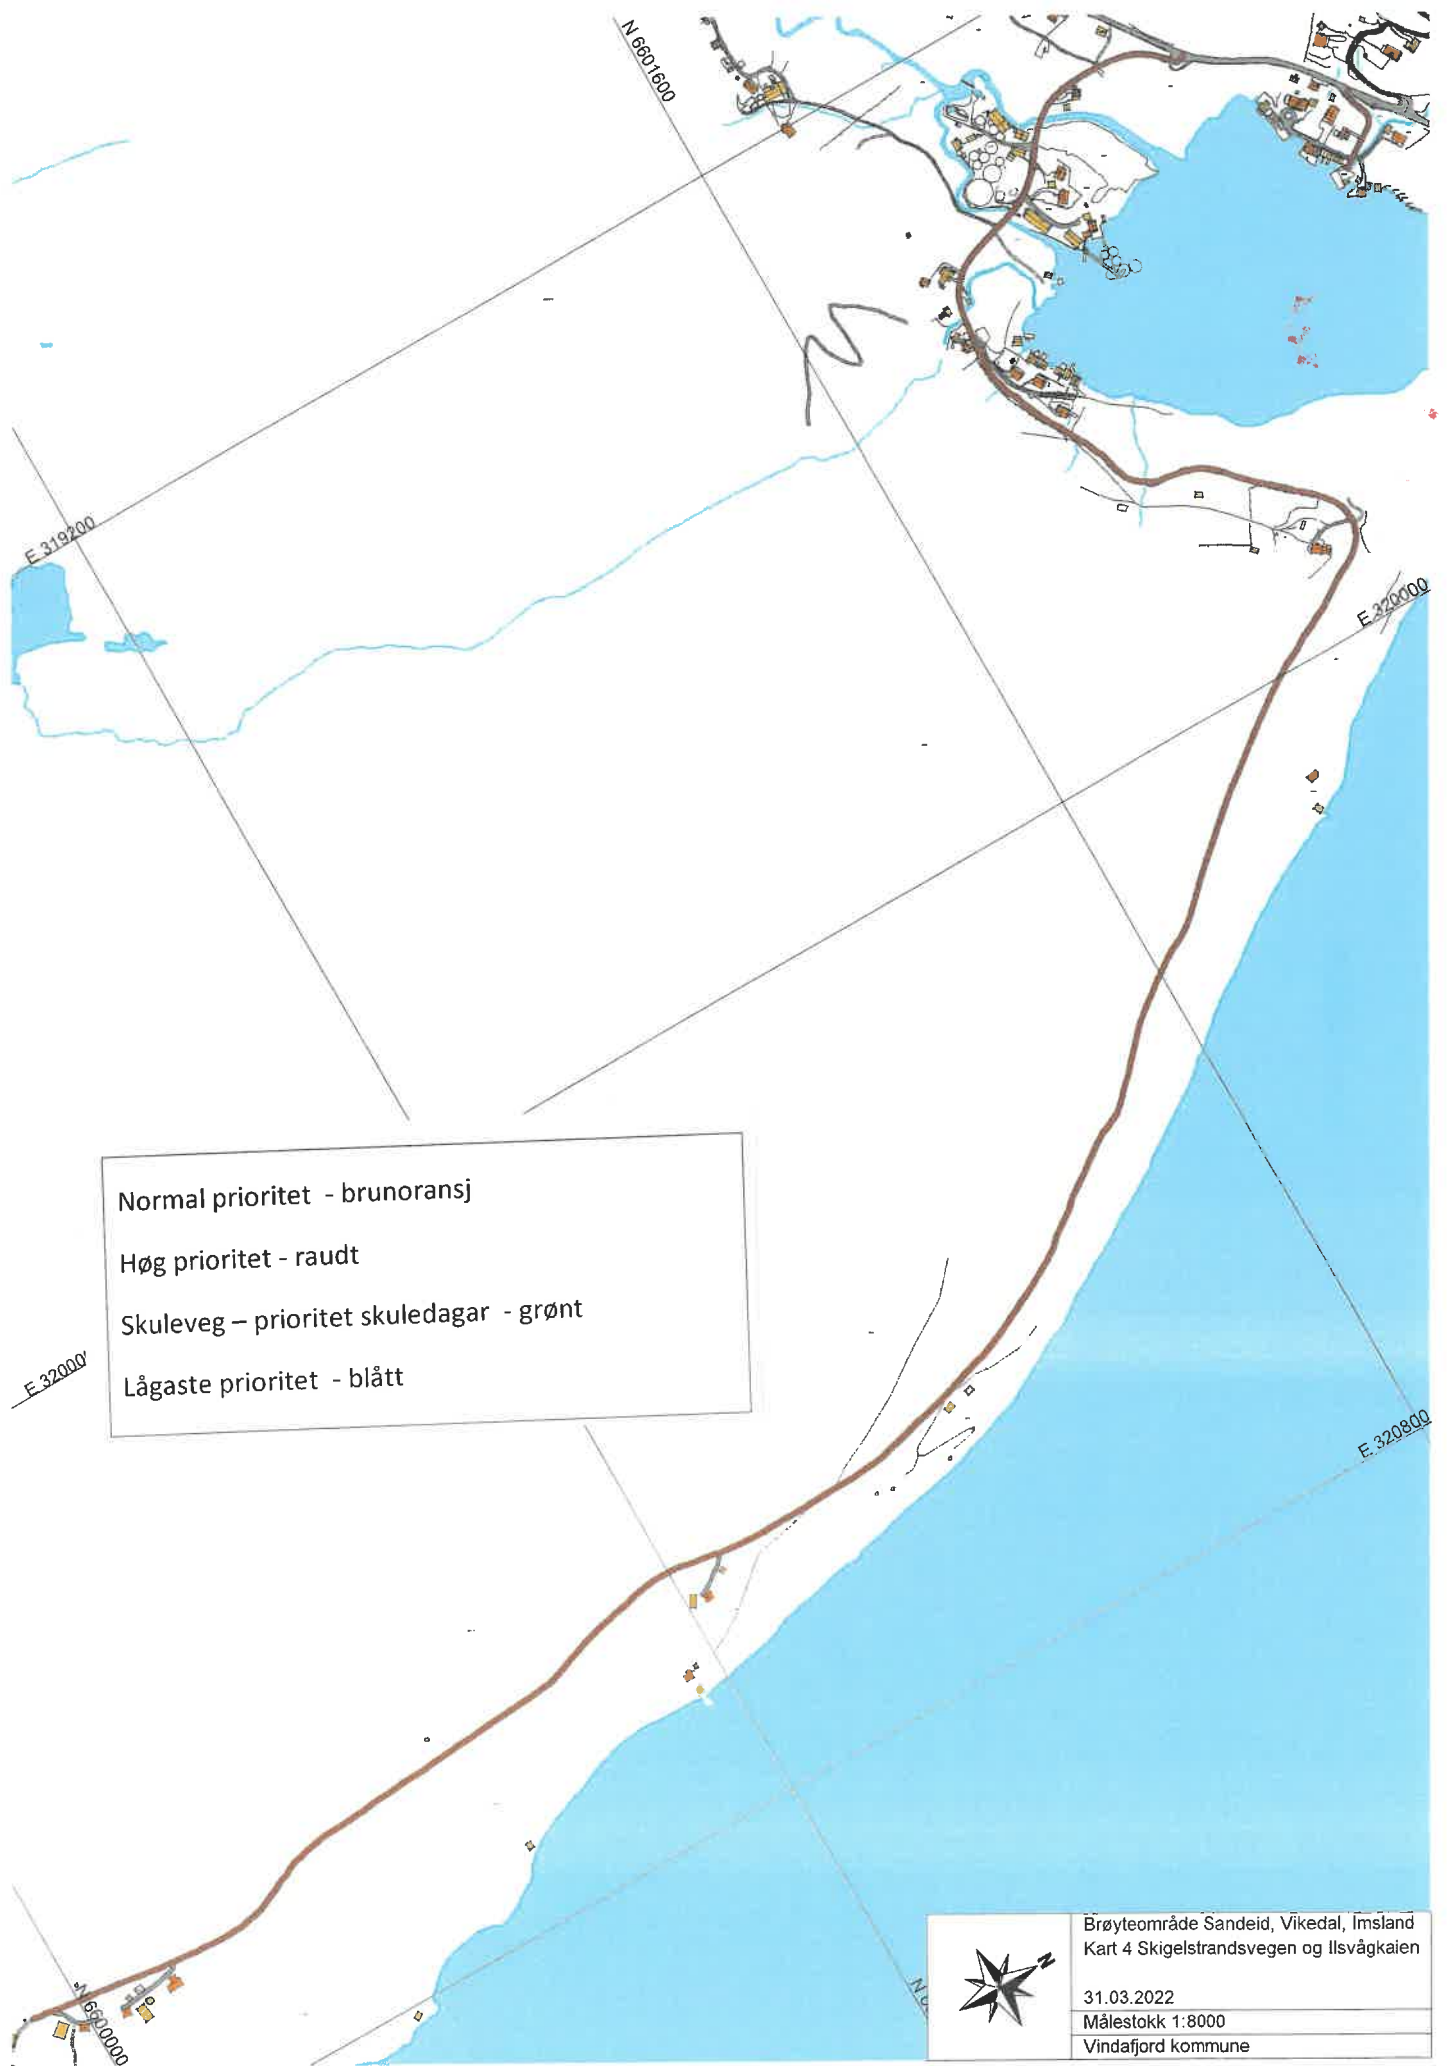 N 6601600
E 319200
E 320000
Normal prioritet - brunoransj
Høg prioritet - raudt
Skuleveg – prioritet skuledagar - grønt
Lågaste prioritet - blått
E 32000
E 320800
N
Brøyteområde Sandeid, Vikedal, Imsland
Kart 4 Skigelstrandsvegen og Ilsvågkaien
31.03.2022
Målestokk 1:8000
Vindafjord kommune
N 6600000